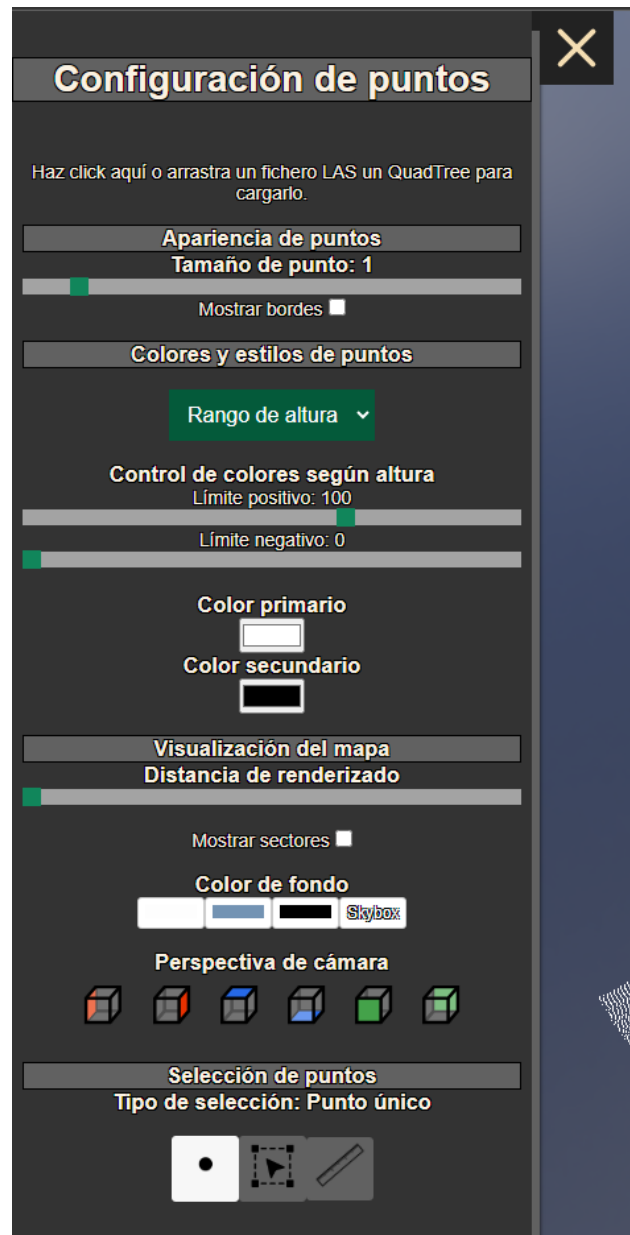 Configuración de puntos
Haz click aquí o arrastra un fichero LAS un QuadTree para
cargarlo.
Apariencia de puntos
Tamaño de punto: 1
Mostrar bordes
Colores y estilos de puntos
Rango de altura
Control de colores según altura
Límite positivo: 100
Límite negativo: 0
Color primario
Color secundario
Visualización del mapa
Distancia de renderizado
Mostrar sectores
Color de fondo
Skybox
Perspectiva de cámara
Selección de puntos
Tipo de selección: Punto único